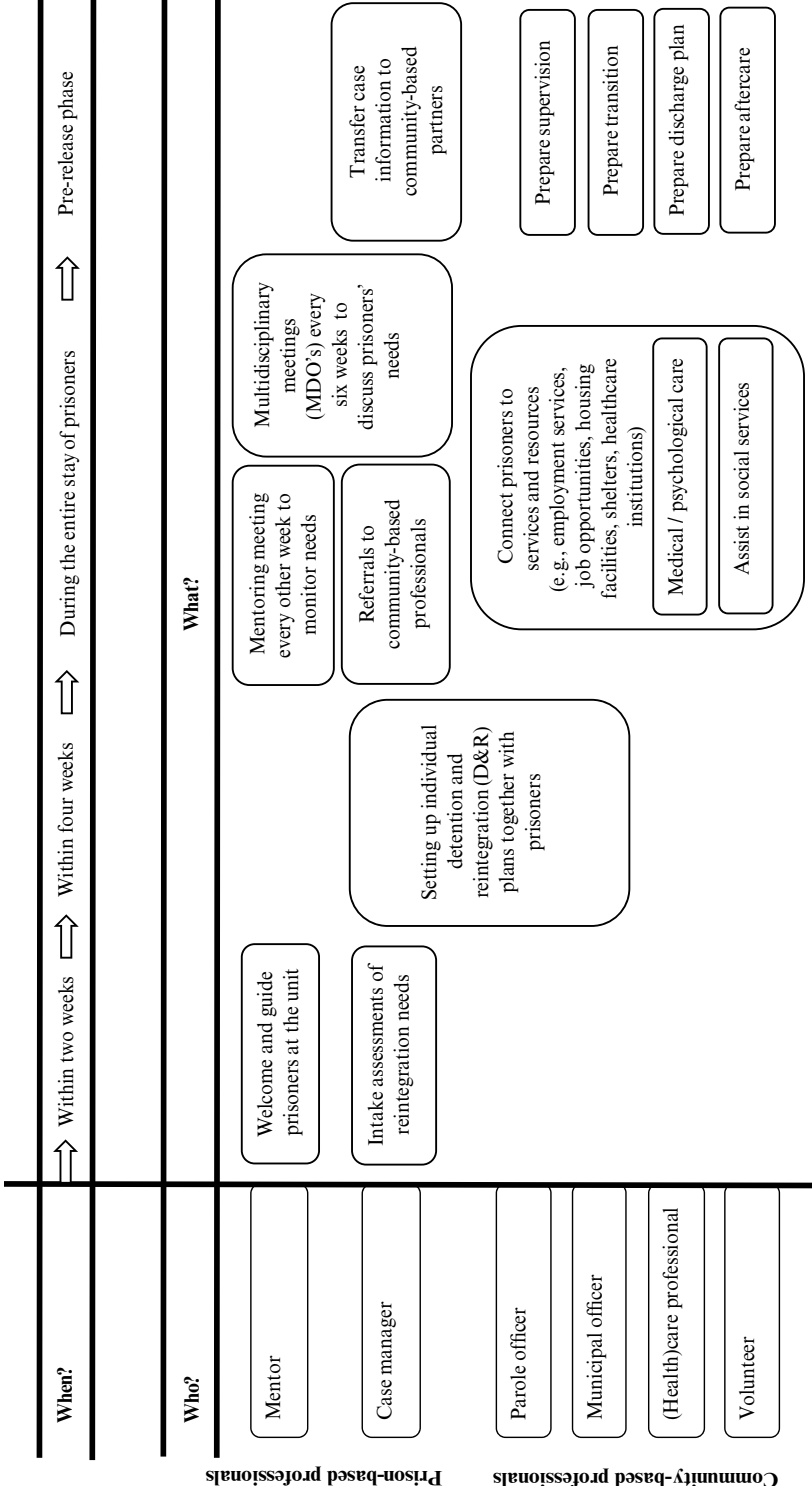 When?
Within two weeks
Within four weeks
During the entire stay of prisoners
Pre-release phase
Who?
What?
Prison-based professionals
Mentor
Welcome and guide
prisoners at the unit
Mentoring meeting
every other week to
monitor needs
Multidisciplinary
meetings
(MDO's) every
six weeks to
discuss prisoners'
needs
Case manager
Intake assessments of
reintegration needs
Setting up individual
detention and
reintegration (D&R)
plans together with
prisoners
Referrals to
community-based
professionals
Transfer case
information to
community-based
partners
Community-based professionals
Parole officer
Municipal officer
(Health)care professional
Volunteer
Connect prisoners to
services and resources
(e.g., employment services,
job opportunities, housing
facilities, shelters, healthcare
institutions)
Medical / psychological care
Assist in social services
Prepare supervision
Prepare transition
Prepare discharge plan
Prepare aftercare